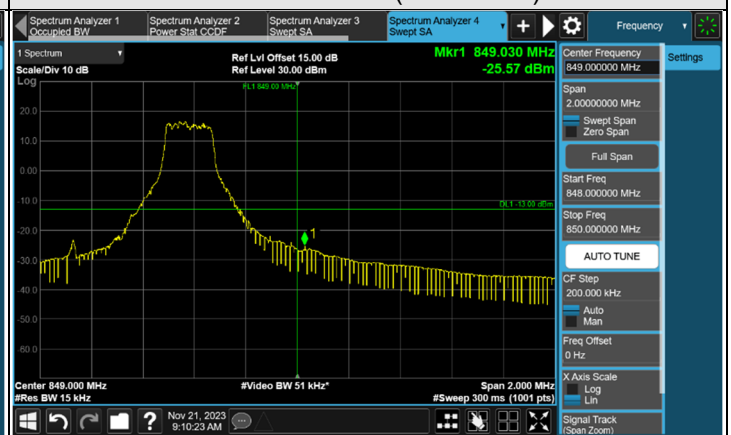 Spectrum Analyzer 1
Occupied BW
Spectrum Analyzer 2
Power Stat CCDF
Spectrum Analyzer 3
Swept SA
Spectrum Analyzer 4
Swept SA
Frequency
1 Spectrum
Scale/Div 10 dB
Log
Ref Lvl Offset 15.00 dB
Ref Level 30.00 dBm
Mkr1 849.030 MHz
-25.57 dBm
FL1 849.00 MHz
20.0
10.0
0.00
-10.0
-20.0
-30.0
-40.0
-50.0
-60.0
DL1 -13.00 dBm
1
Center 849.000 MHz
#Res BW 15 kHz
#Video BW 51 kHz*
Span 2.000 MHz
#Sweep 300 ms (1001 pts)
Nov 21, 2023
9:10:23 AM
Center Frequency
849.000000 MHz
Settings
Span
2.00000000 MHz
Swept Span
Zero Span
Full Span
Start Freq
848.000000 MHz
Stop Freq
850.000000 MHz
AUTO TUNE
CF Step
200.000 kHz
Auto
Man
Freq Offset
0 Hz
X Axis Scale
Log
Lin
Signal Track
(Span Zoom)